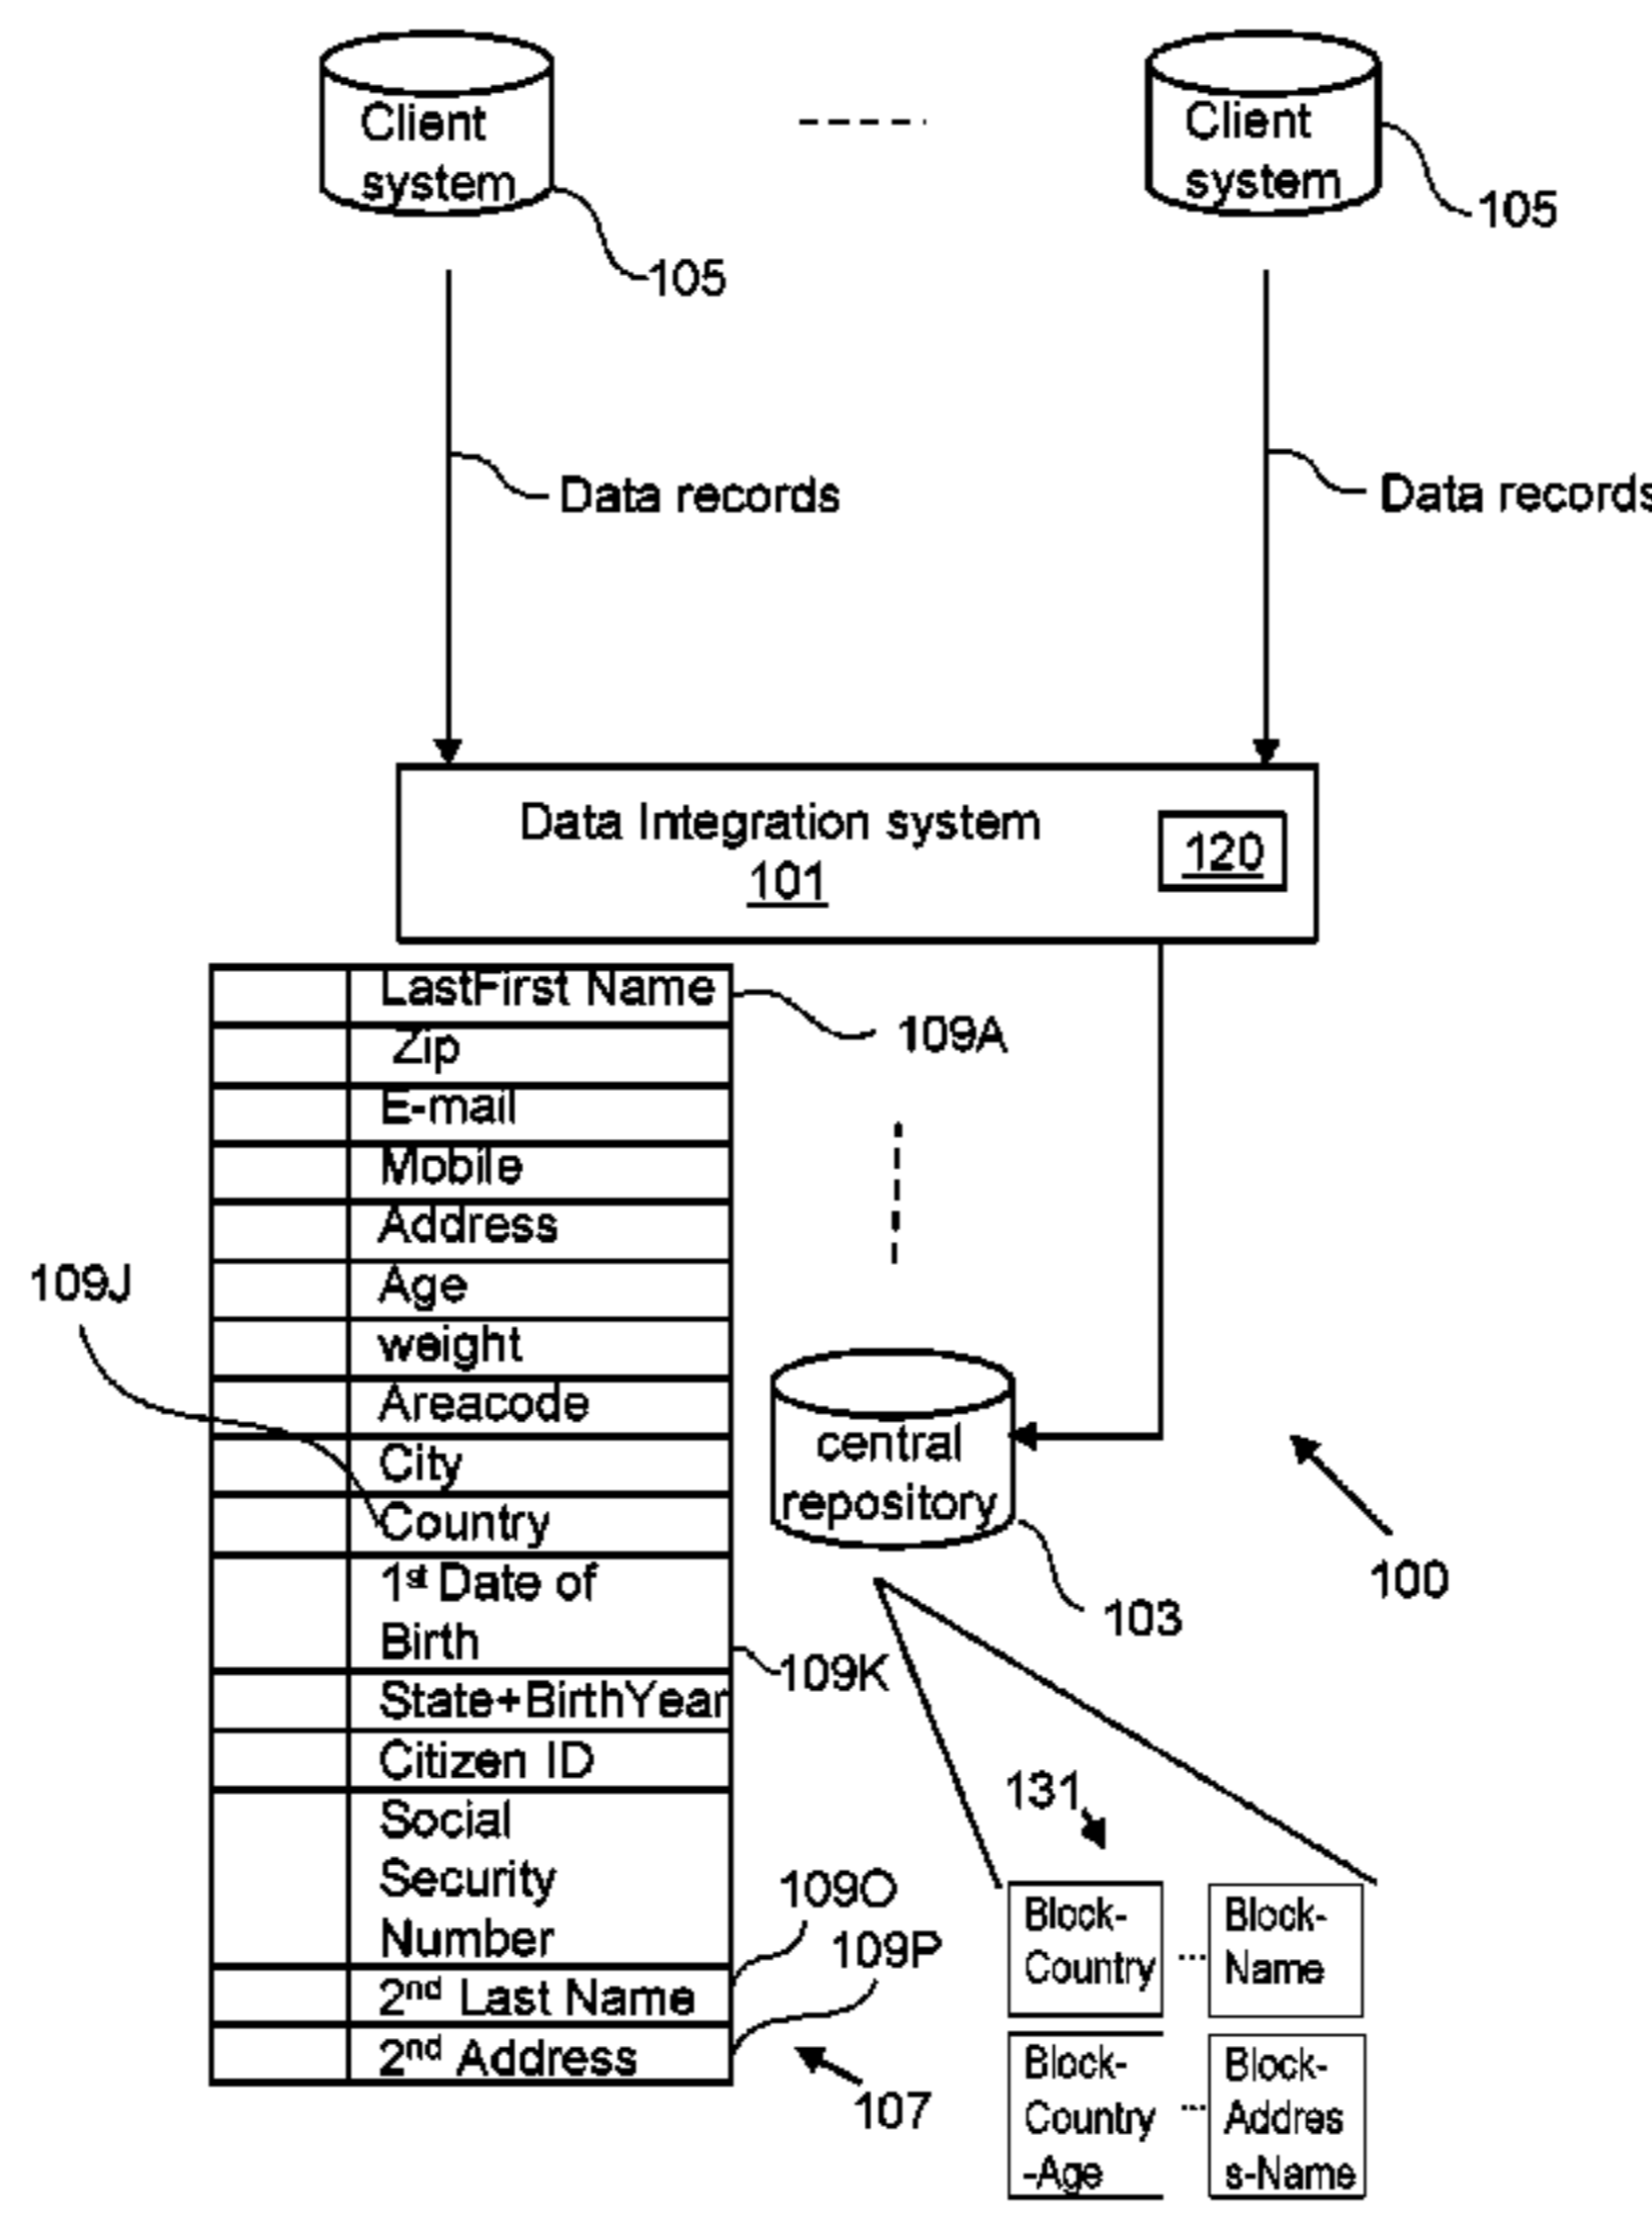 Client
system
105
Client
system
105
Data records
Data records
Data Integration system
101
120
LastFirst Name
109A
Zip
E-mail
Mobile
Address
109J
Age
weight
Areacode
City
Country
1st Date of
Birth
109K
State+BirthYear
Citizen ID
Social
Security
Number
109O
2nd Last Name
109P
2nd Address
107
central
repository
103
100
131
Block-
Country
...
Block-
Name
Block-
Country
-Age
...
Block-
Addres
s-Name